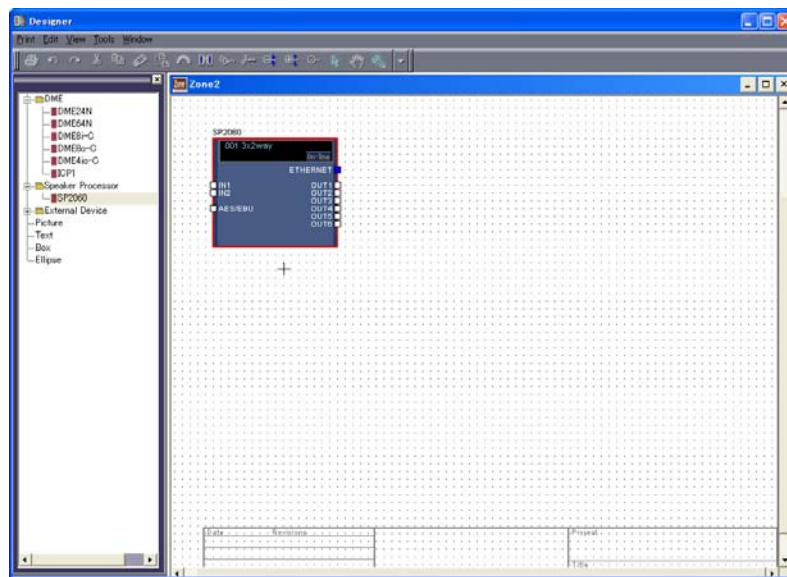 Designer
Print Edit View Tools Window
DME
DME24N
DME64N
DME8i-C
DME8o-C
DME4io-C
ICP1
Speaker Processor
SP2060
External Device
Picture
Text
Box
Ellipse
Zone2
SP2060
001 3x2way
On-line
ETHERNET
IN1
IN2
AES/EBU
OUT1
OUT2
OUT3
OUT4
OUT5
OUT6
Date
Revisions
Project
Title